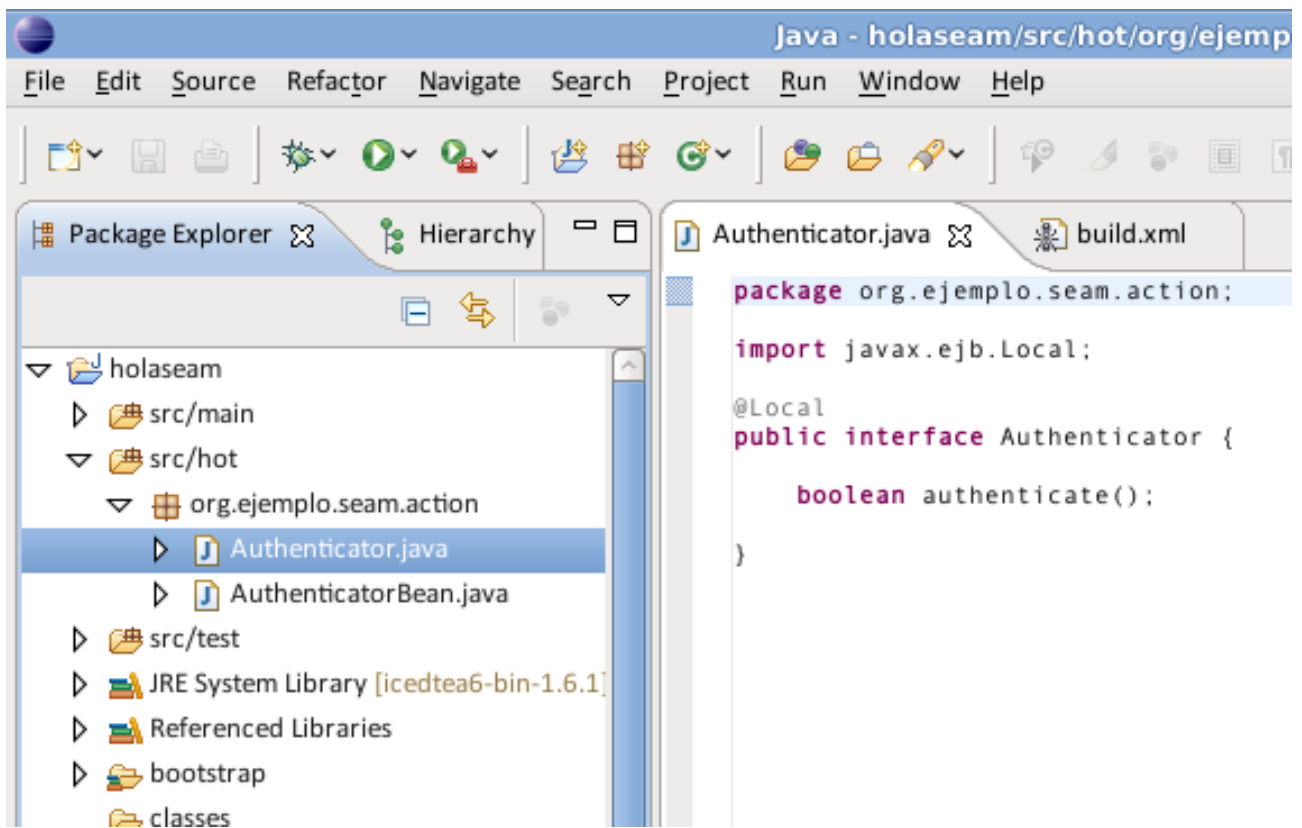 Java - holaseam/src/hot/org/ejemp
File Edit Source Refactor Navigate Search Project Run Window Help
Package Explorer Hierarchy
Authenticator.java build.xml
holaseam
src/main
src/hot
org.ejemplo.seam.action
Authenticator.java
AuthenticatorBean.java
src/test
JRE System Library [icedtea6-bin-1.6.1]
Referenced Libraries
bootstrap
classes
package org.ejemplo.seam.action;
import javax.ejb.Local;
@Local
public interface Authenticator {
boolean authenticate();
}